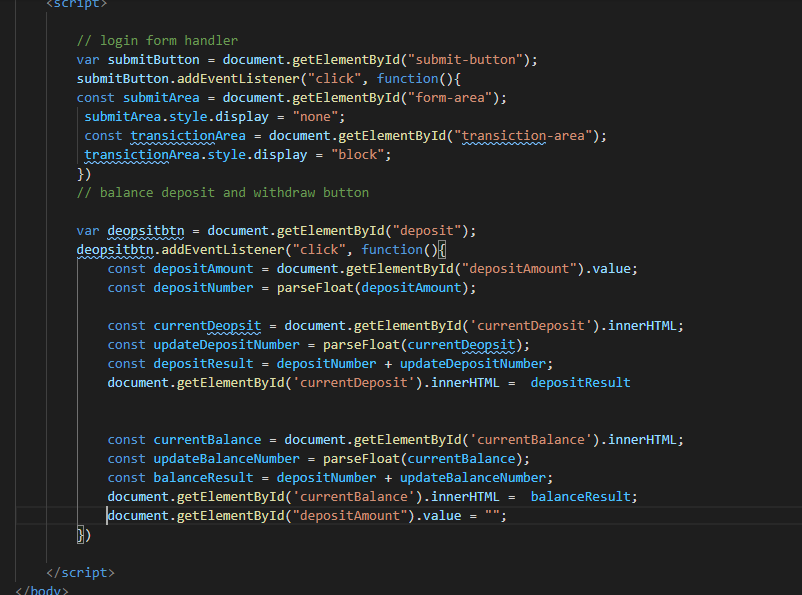 <script>
// login form handler
var submitButton = document.getElementById("submit-button");
submitButton.addEventListener("click", function(){
const submitArea = document.getElementById("form-area");
submitArea.style.display = "none";
const transictionArea = document.getElementById("transiction-area");
transictionArea.style.display = "block";
})
// balance deposit and withdraw button
var deopsitbtn = document.getElementById("deposit");
deopsitbtn.addEventListener("click", function(){
const depositAmount = document.getElementById("depositAmount").value;
const depositNumber = parseFloat(depositAmount);
const currentDeopsit = document.getElementById('currentDeposit').innerHTML;
const updateDepositNumber = parseFloat(currentDeopsit);
const depositResult = depositNumber + updateDepositNumber;
document.getElementById('currentDeposit').innerHTML =  depositResult
const currentBalance = document.getElementById('currentBalance').innerHTML;
const updateBalanceNumber = parseFloat(currentBalance);
const balanceResult = depositNumber + updateBalanceNumber;
document.getElementById('currentBalance').innerHTML =  balanceResult;
document.getElementById("depositAmount").value = "";
})
</script>
</body>